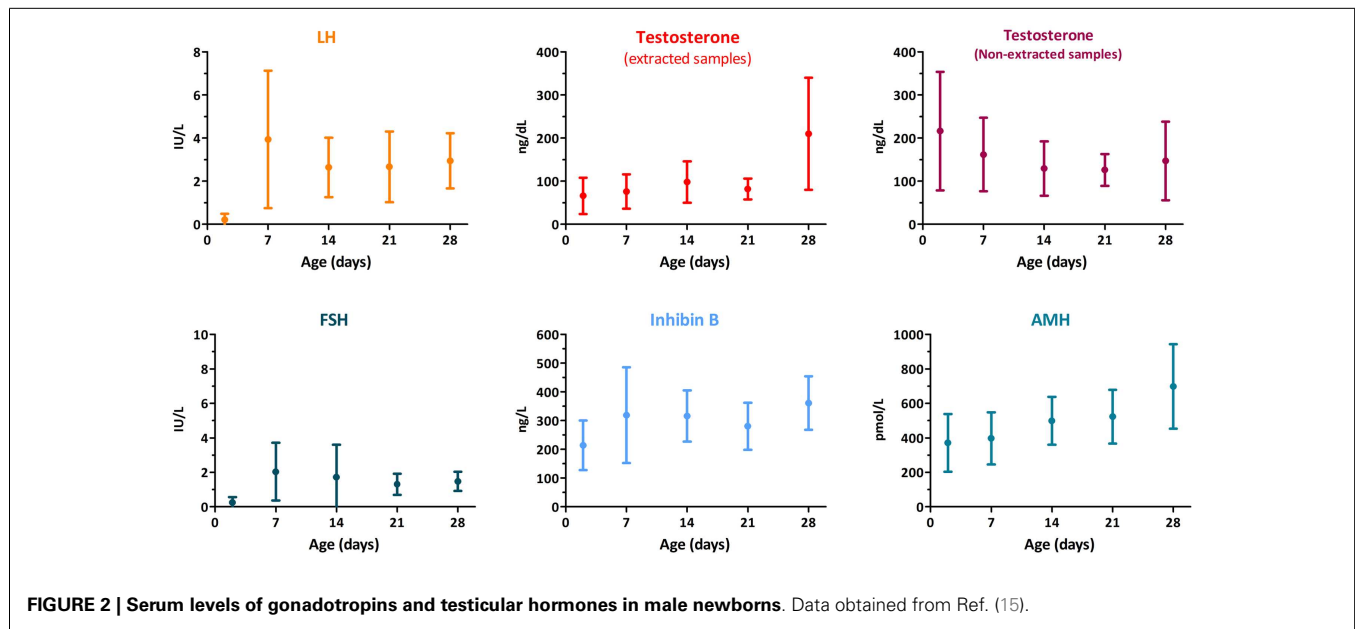 LH
8
6
4
2
0
IU/L
0 7 14 21 28
Age (days)
Testosterone
(extracted samples)
400
300
200
100
0
ng/dL
0 7 14 21 28
Age (days)
Testosterone
(Non-extracted samples)
400
300
200
100
0
ng/dL
0 7 14 21 28
Age (days)
FSH
10
8
6
4
2
0
IU/L
0 7 14 21 28
Age (days)
Inhibin B
600
500
400
300
200
100
0
ng/L
0 7 14 21 28
Age (days)
AMH
1000
800
600
400
200
0
pmol/L
0 7 14 21 28
Age (days)
FIGURE 2 | Serum levels of gonadotropins and testicular hormones in male newborns. Data obtained from Ref. (15).